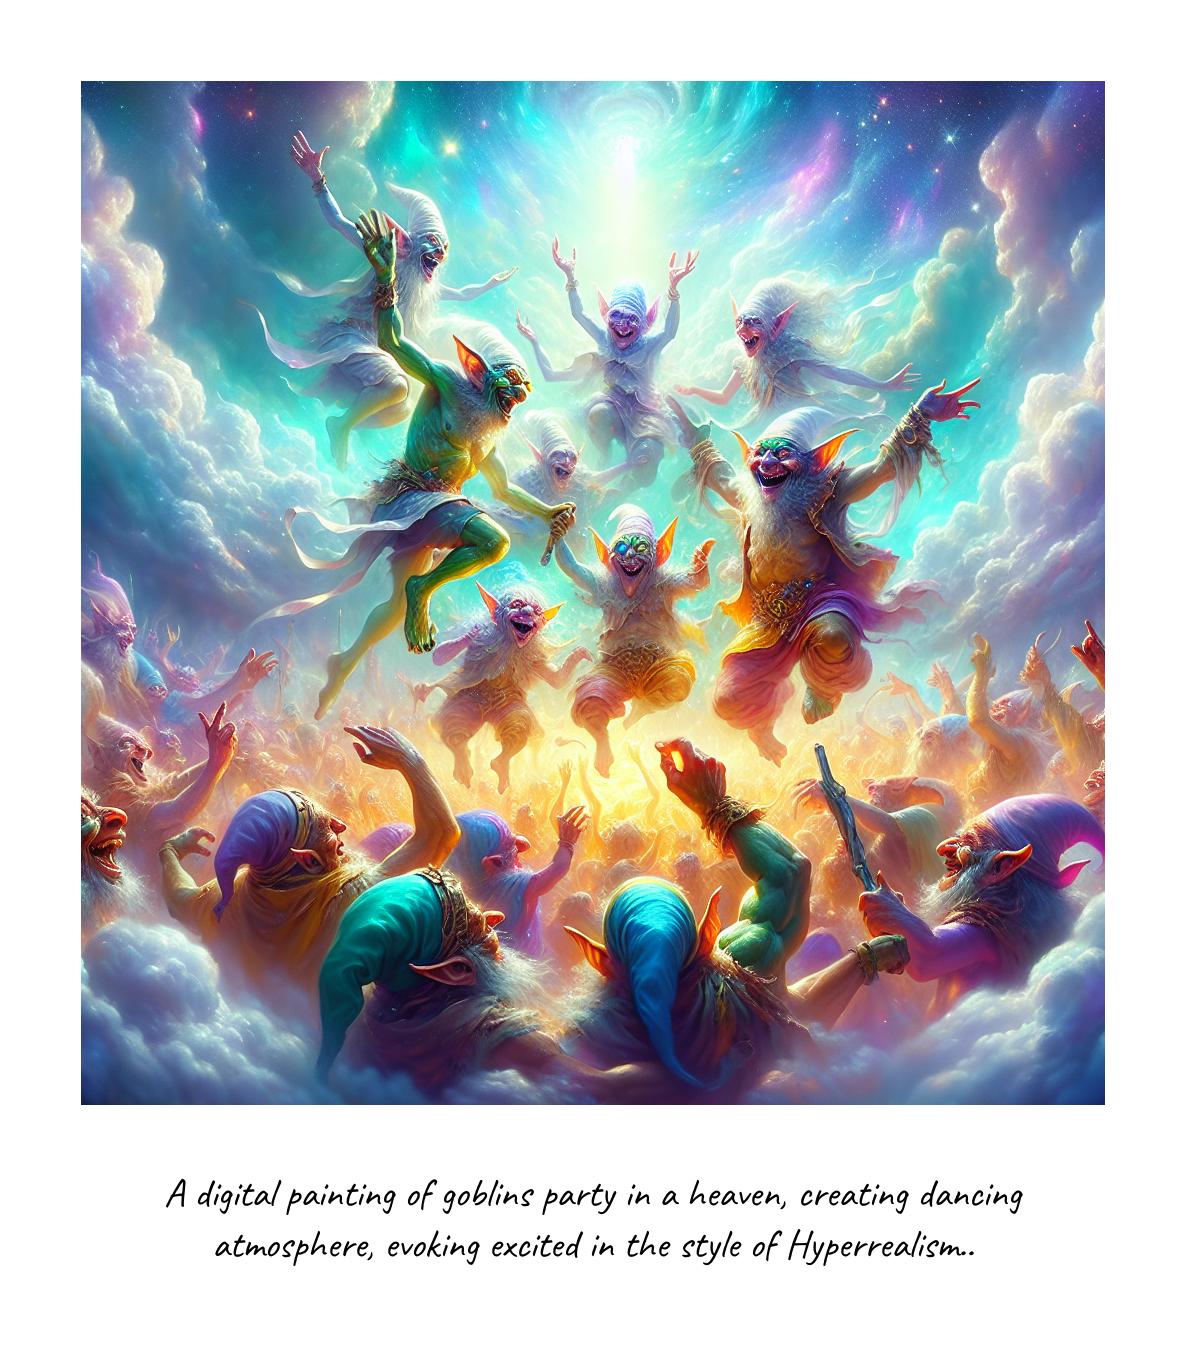 A digital painting of goblins party in a heaven, creating dancing
atmosphere, evoking excited in the style of Hyperrealism..